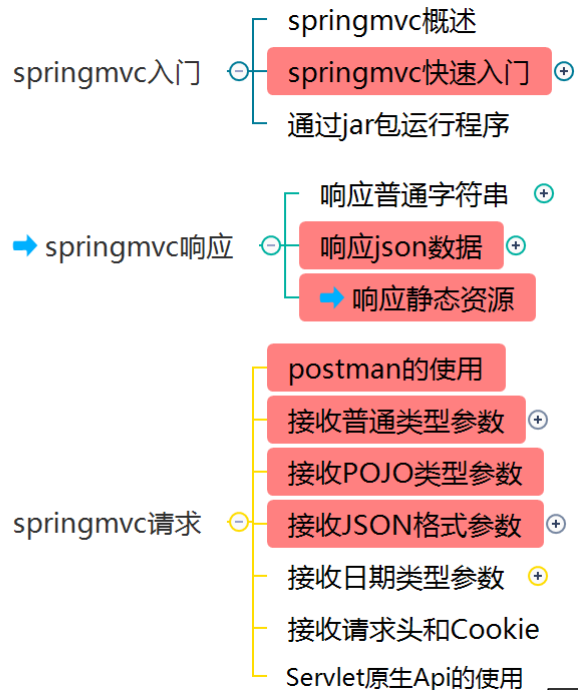 springmvc概述
springmvc入门
springmvc快速入门
通过jar包运行程序
响应普通字符串
springmvc响应
响应json数据
响应静态资源
postman的使用
接收普通类型参数
接收POJO类型参数
springmvc请求
接收JSON格式参数
接收日期类型参数
接收请求头和Cookie
Servlet原生Api的使用